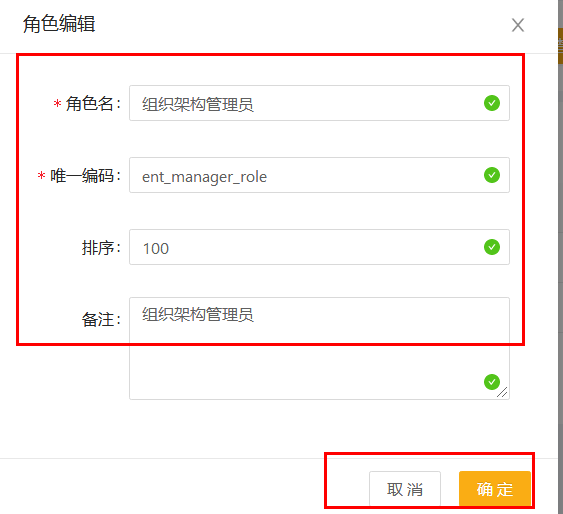 角色编辑
* 角色名: 组织架构管理员
* 唯一编码: ent_manager_role
排序: 100
备注: 组织架构管理员
取消 确定